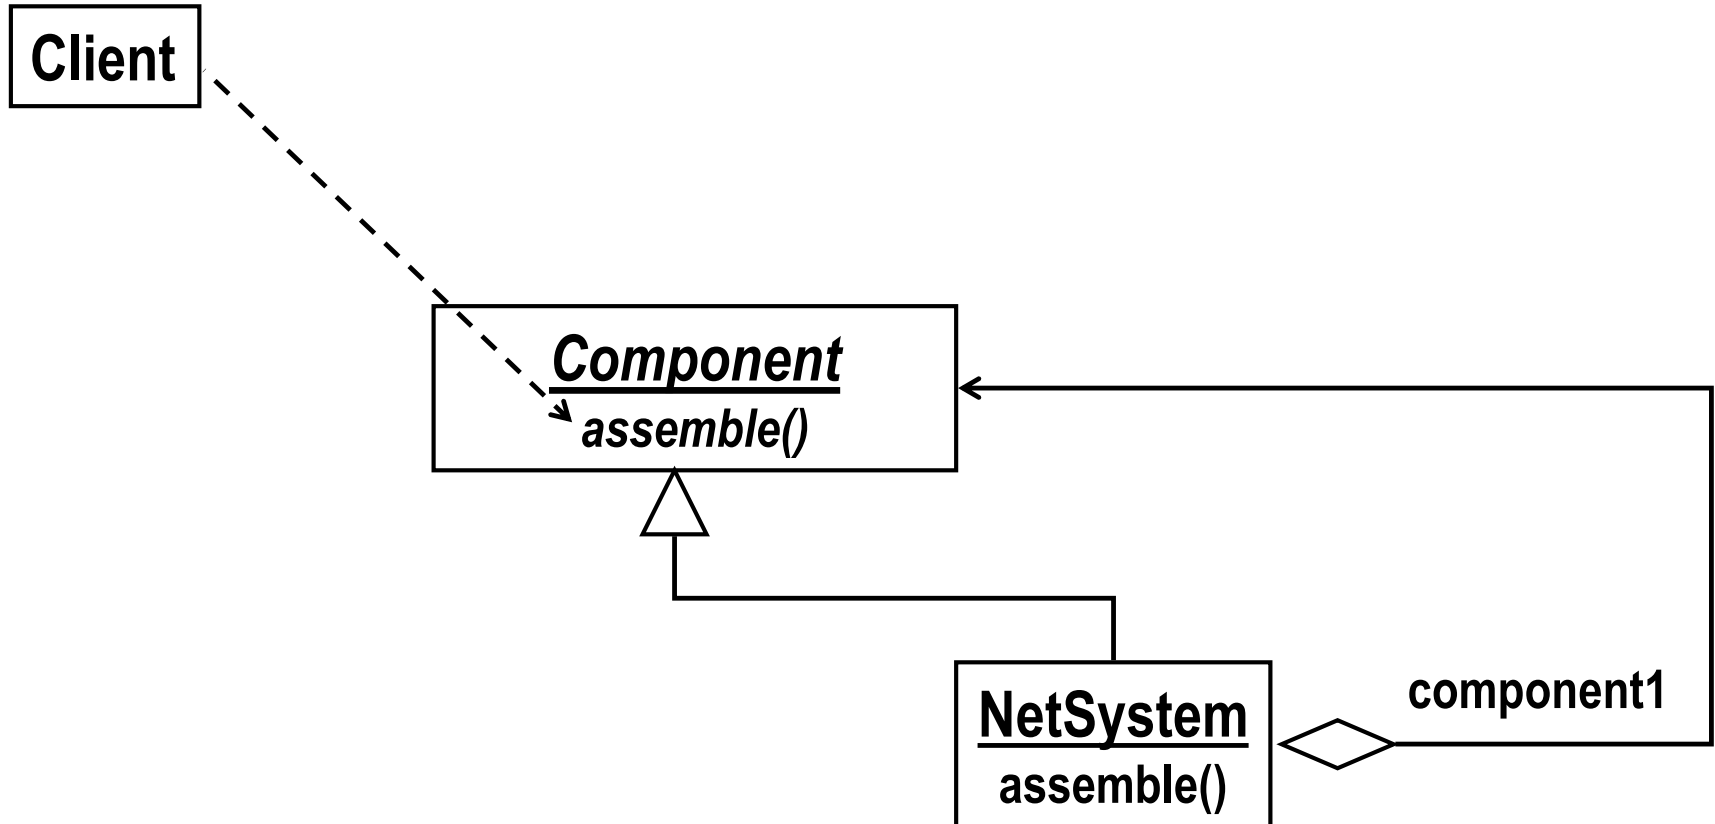 Client
Component
assemble()
component1
NetSystem
assemble()